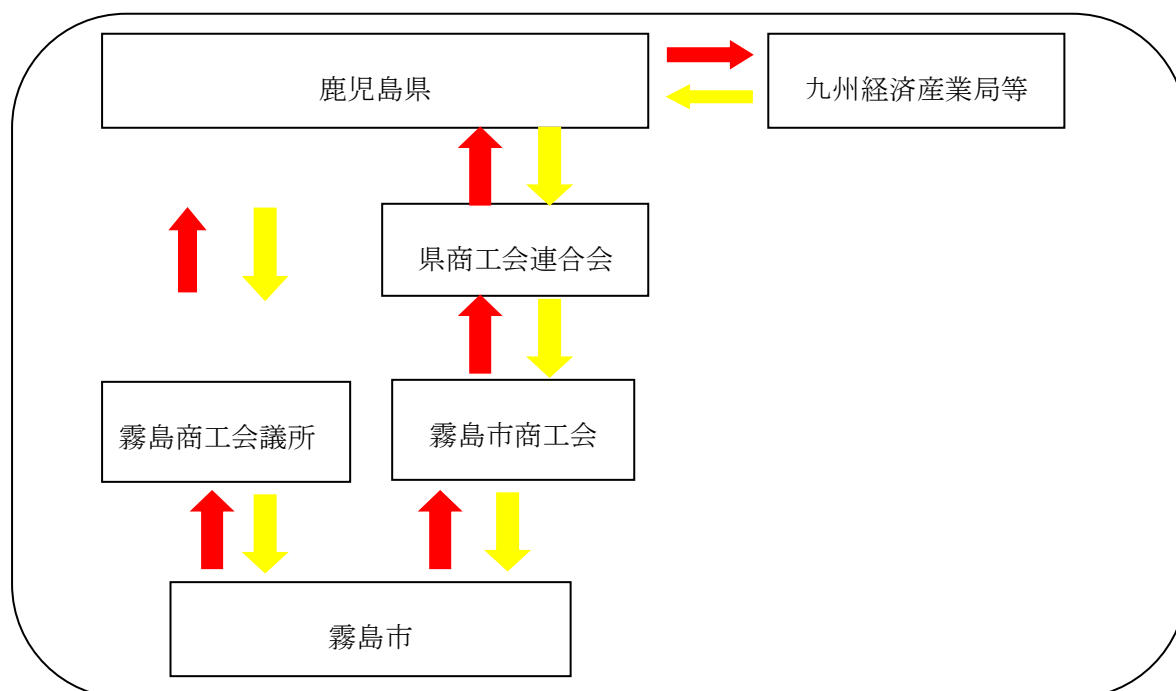 鹿児島県
九州経済産業局等
県商工会連合会
霧島商工会議所
霧島市商工会
霧島市